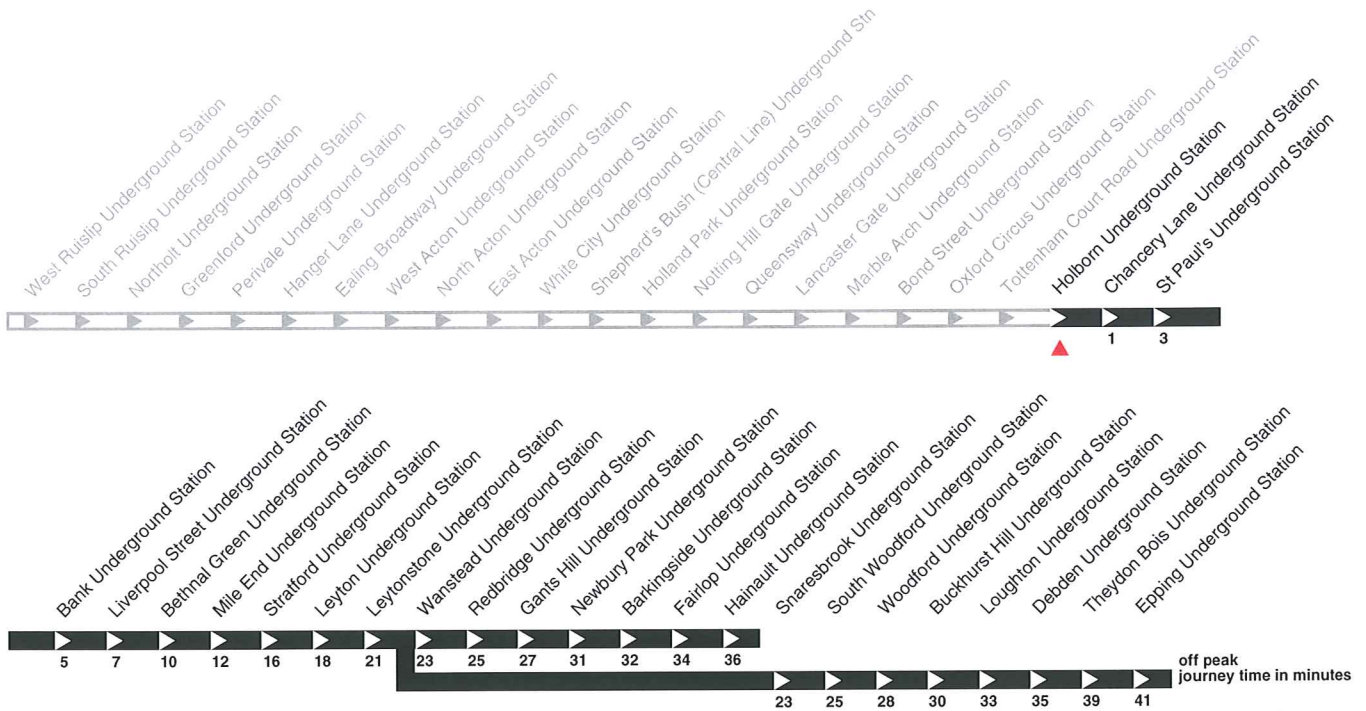 West Ruislip Underground Station
South Ruislip Underground Station
Northolt Underground Station
Greenford Underground Station
Perivale Underground Station
Hanger Lane Underground Station
Ealing Broadway Underground Station
West Acton Underground Station
North Acton Underground Station
East Acton Underground Station
White City Underground Station
Shepherd's Bush (Central Line) Underground Stn
Holland Park Underground Station
Notting Hill Gate Underground Station
Queensway Underground Station
Lancaster Gate Underground Station
Marble Arch Underground Station
Bond Street Underground Station
Oxford Circus Underground Station
Tottenham Court Road Underground Station
Holborn Underground Station
Chancery Lane Underground Station
St Paul's Underground Station
1 3
Bank Underground Station
Liverpool Street Underground Station
Bethnal Green Underground Station
Mile End Underground Station
Stratford Underground Station
Leyton Underground Station
Leytonstone Underground Station
Wanstead Underground Station
Redbridge Underground Station
Gants Hill Underground Station
Newbury Park Underground Station
Barkingside Underground Station
Fairlop Underground Station
Hainault Underground Station
Snaresbrook Underground Station
South Woodford Underground Station
Woodford Underground Station
Buckhurst Hill Underground Station
Loughton Underground Station
Debden Underground Station
Theydon Bois Underground Station
Epping Underground Station
5 7 10 12 16 18 21 23 25 27 31 32 34 36
off peak
journey time in minutes
23 25 28 30 33 35 39 41